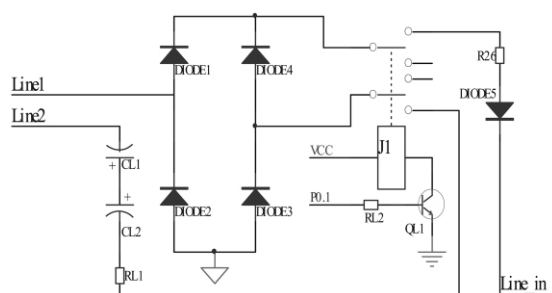 DIODE1
DIODE4
R26
Line1
DIODE5
Line2
VCC
J1
+ CL1
+
P0.1
DIODE2
DIODE3
RL2
QL1
CL2
RL1
Line in